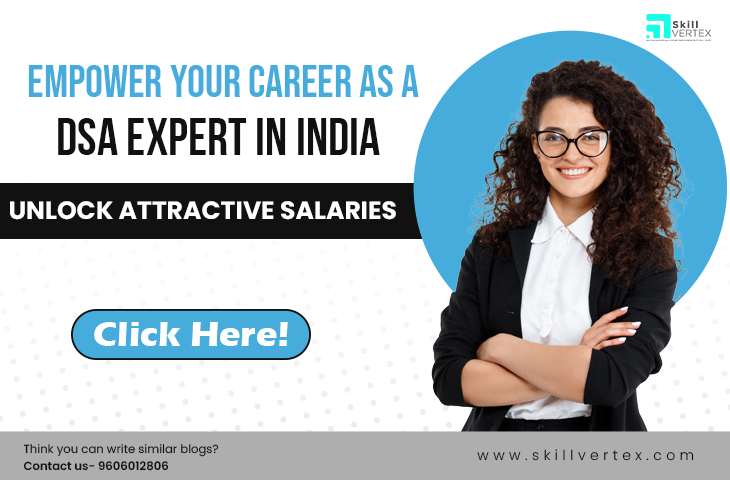 Skill
VERTEX
EMPOWER YOUR CAREER AS A
DSA EXPERT IN INDIA
UNLOCK ATTRACTIVE SALARIES
Click Here!
Think you can write similar blogs?
Contact us- 9606012806
www.skillvertex.com